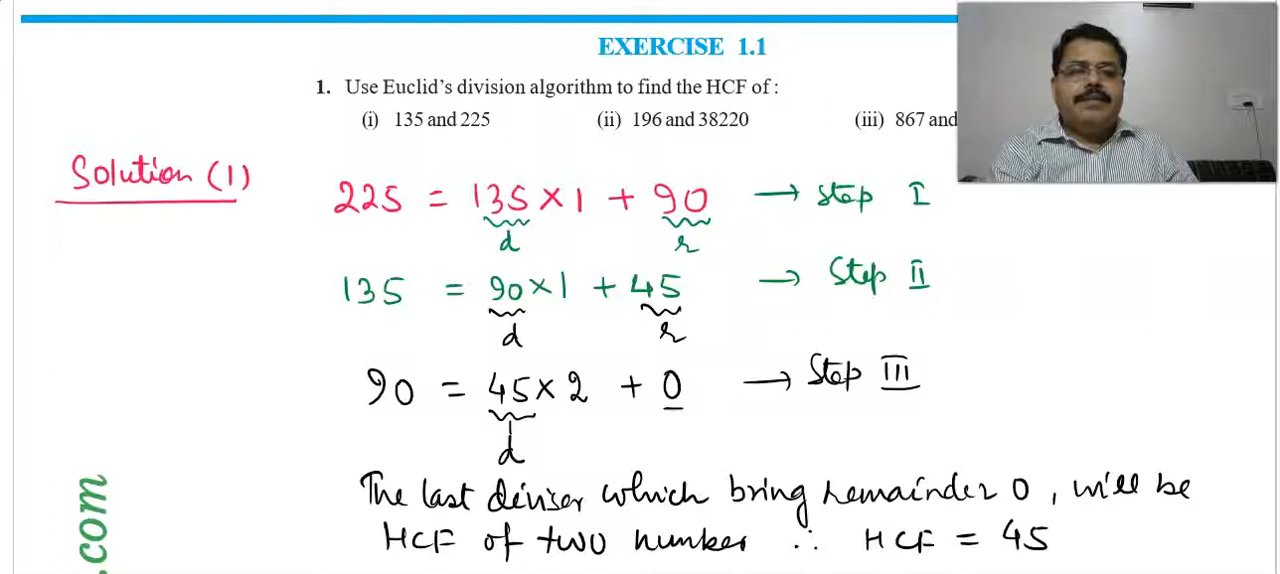 EXERCISE 1.1
1. Use Euclid's division algorithm to find the HCF of :
(i) 135 and 225 (ii) 196 and 38220 (iii) 867 and
Solution (1)
225 = 135 × 1 + 90 → Step I
d r
135 = 90 × 1 + 45 → Step II
d r
90 = 45 × 2 + 0 → Step III
d
The last diviser which bring remainder 0, will be
HCF of two number ∴ HCF = 45
.com